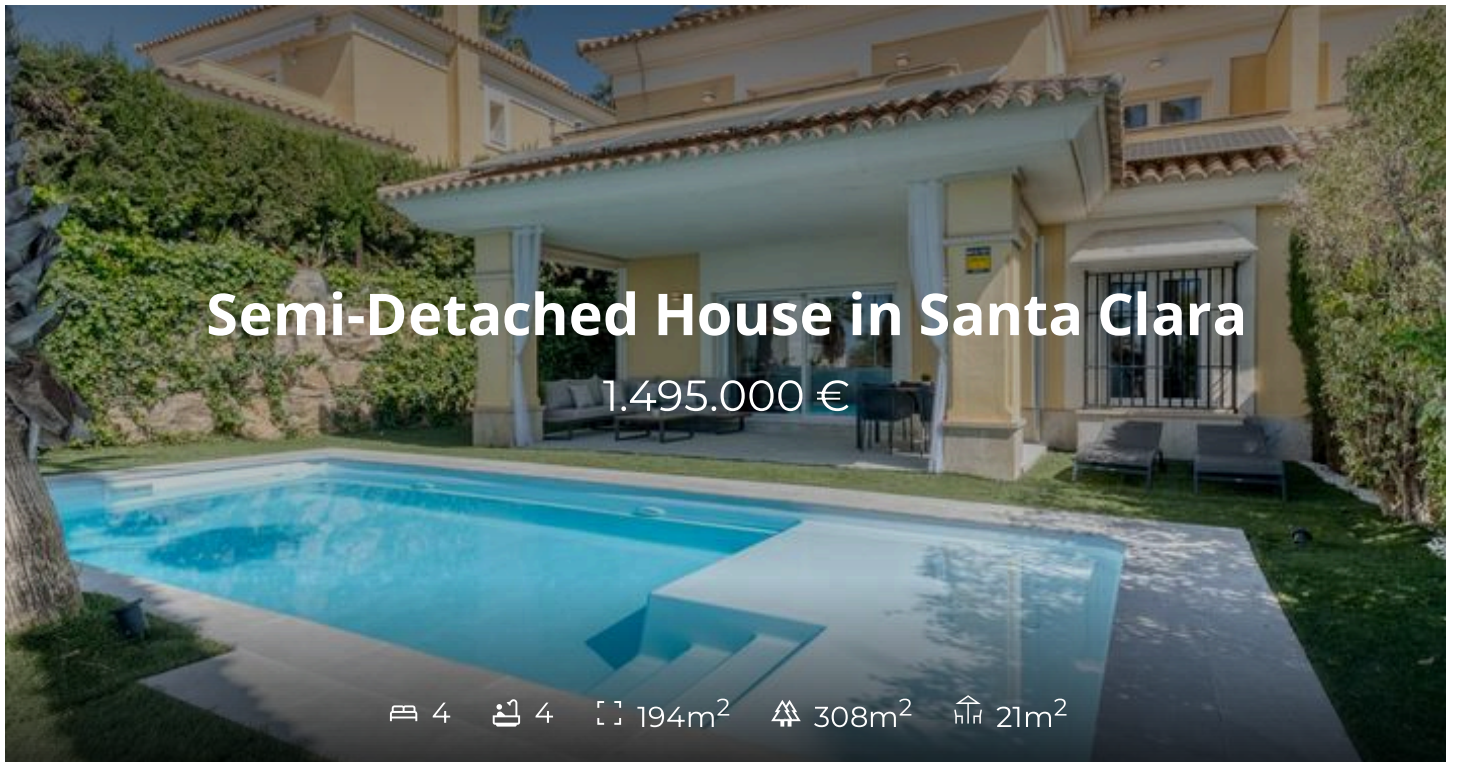 Semi-Detached House in Santa Clara
1.495.000 €
4 4 194m² 308m² 21m²